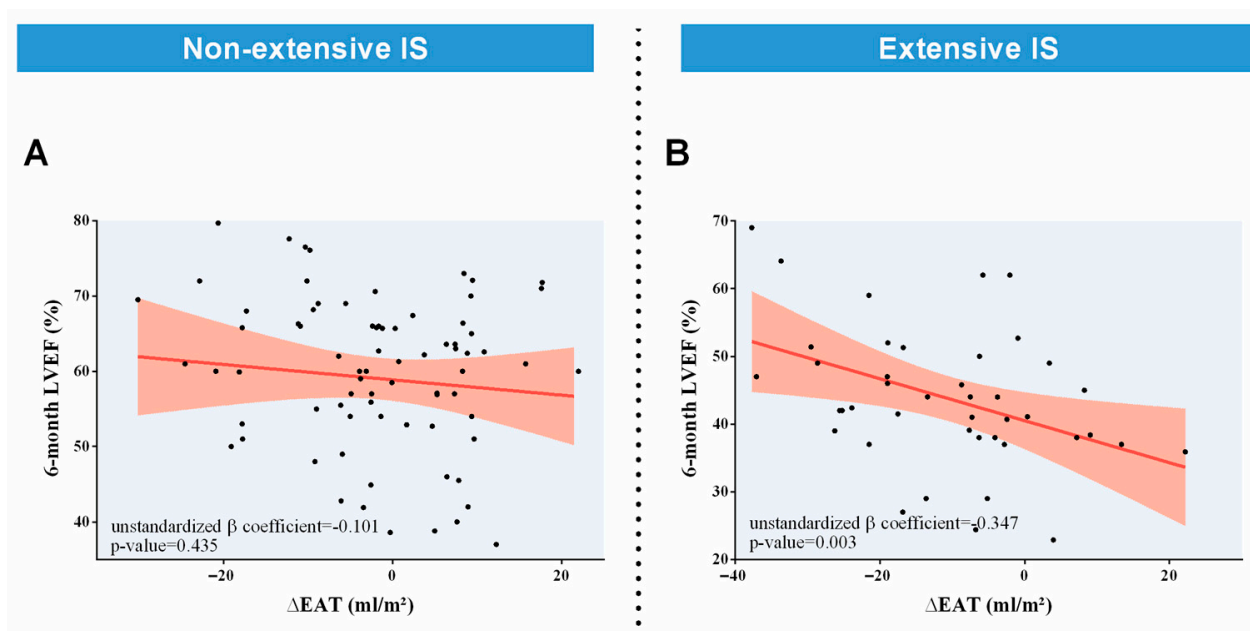 Non-extensive IS
Extensive IS
A
B
6-month LVEF (%)
80
70
60
50
40
unstandardized β coefficient=-0.101
p-value=0.435
−20
0
20
ΔEAT (ml/m²)
6-month LVEF (%)
70
60
50
40
30
20
unstandardized β coefficient=-0.347
p-value=0.003
−40
−20
0
20
ΔEAT (ml/m²)